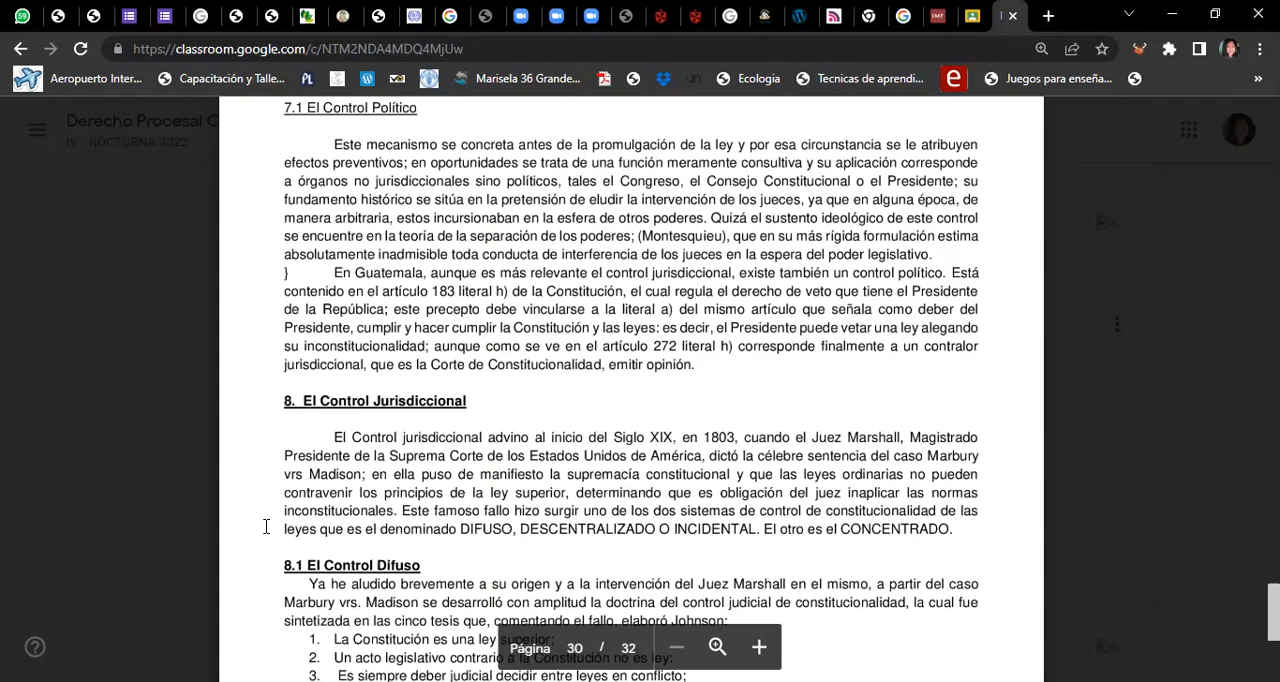 https://classroom.google.com/c/NTM2NDA4MDQ4MjUw
Aeropuerto Inter... Capacitación y Talle... PL Marisela 36 Grande... un Ecologia Tecnicas de aprendi... e Juegos para enseña... »
Derecho Procesal C
IV - NOCTURNA 2022
7.1 El Control Político
Este mecanismo se concreta antes de la promulgación de la ley y por esa circunstancia se le atribuyen
efectos preventivos; en oportunidades se trata de una función meramente consultiva y su aplicación corresponde
a órganos no jurisdiccionales sino políticos, tales el Congreso, el Consejo Constitucional o el Presidente; su
fundamento histórico se sitúa en la pretensión de eludir la intervención de los jueces, ya que en alguna época, de
manera arbitraria, estos incursionaban en la esfera de otros poderes. Quizá el sustento ideológico de este control
se encuentre en la teoría de la separación de los poderes; (Montesquieu), que en su más rígida formulación estima
absolutamente inadmisible toda conducta de interferencia de los jueces en la espera del poder legislativo.
} En Guatemala, aunque es más relevante el control jurisdiccional, existe también un control político. Está
contenido en el artículo 183 literal h) de la Constitución, el cual regula el derecho de veto que tiene el Presidente
de la República; este precepto debe vincularse a la literal a) del mismo artículo que señala como deber del
Presidente, cumplir y hacer cumplir la Constitución y las leyes: es decir, el Presidente puede vetar una ley alegando
su inconstitucionalidad; aunque como se ve en el artículo 272 literal h) corresponde finalmente a un contralor
jurisdiccional, que es la Corte de Constitucionalidad, emitir opinión.
8. El Control Jurisdiccional
El Control jurisdiccional advino al inicio del Siglo XIX, en 1803, cuando el Juez Marshall, Magistrado
Presidente de la Suprema Corte de los Estados Unidos de América, dictó la célebre sentencia del caso Marbury
vrs Madison; en ella puso de manifiesto la supremacía constitucional y que las leyes ordinarias no pueden
contravenir los principios de la ley superior, determinando que es obligación del juez inaplicar las normas
inconstitucionales. Este famoso fallo hizo surgir uno de los dos sistemas de control de constitucionalidad de las
leyes que es el denominado DIFUSO, DESCENTRALIZADO O INCIDENTAL. El otro es el CONCENTRADO.
8.1 El Control Difuso
Ya he aludido brevemente a su origen y a la intervención del Juez Marshall en el mismo, a partir del caso
Marbury vrs. Madison se desarrolló con amplitud la doctrina del control judicial de constitucionalidad, la cual fue
sintetizada en las cinco tesis que, comentando el fallo, elaboró Johnson:
1. La Constitución es una ley superior;
2. Un acto legislativo contrario a la Constitución no es ley;
3. Es siempre deber judicial decidir entre leyes en conflicto;
Página 30 / 32